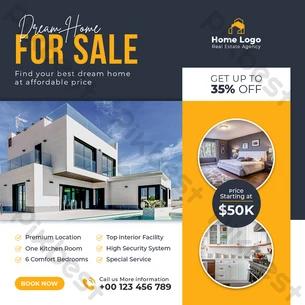 Dream Home
FOR SALE
Find your best dream home
at affordable price
Home Logo
Real Estate Agency
GET UP TO
35% OFF
Price
Starting at
$50K
Premium Location
One Kitchen Room
6 Comfort Bedrooms
Top Interior Facility
High Security System
Special Service
BOOK NOW
Call Us More Information
+00 123 456 789